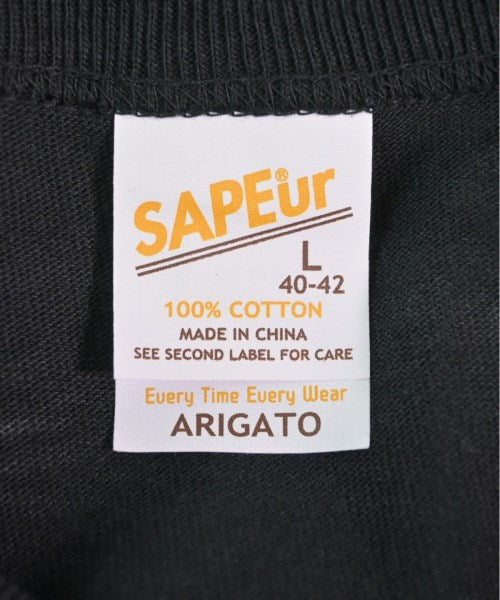 SAPEur®
L
40-42
100% COTTON
MADE IN CHINA
SEE SECOND LABEL FOR CARE
Every Time Every Wear
ARIGATO